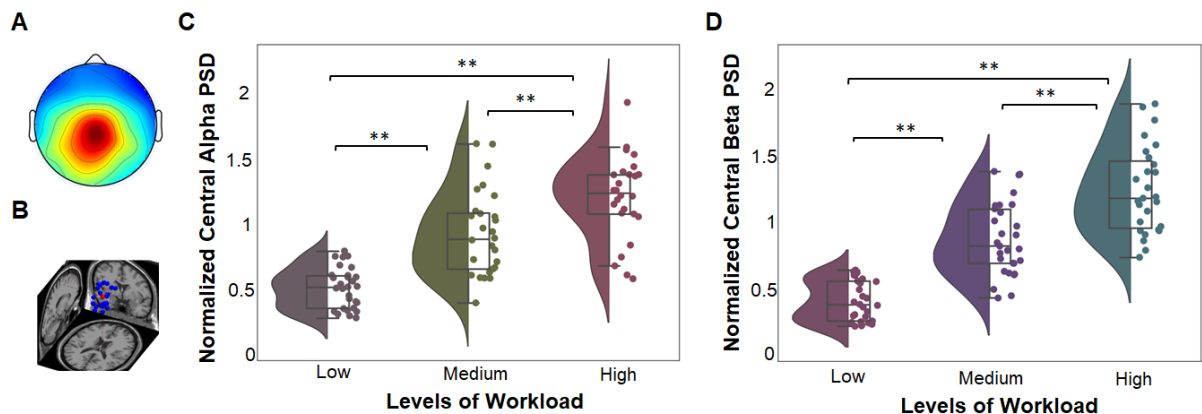 A
B
C
Normalized Central Alpha PSD
2
1.5
1
0.5
0
**
**
**
Low
Medium
High
Levels of Workload
D
Normalized Central Beta PSD
2
1.5
1
0.5
0
**
**
**
Low
Medium
High
Levels of Workload